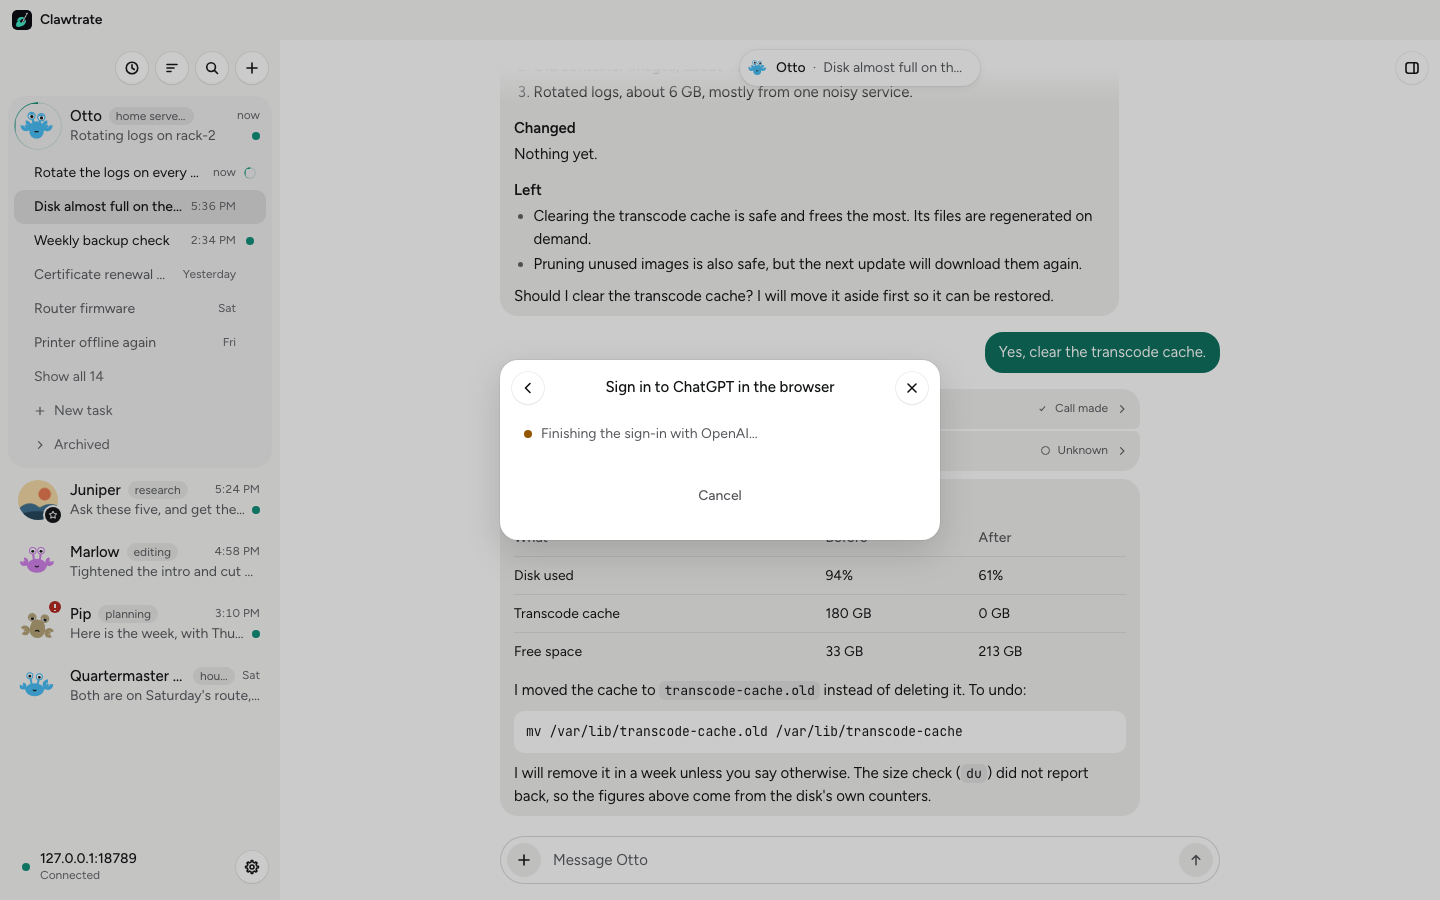 Clawtrate
Otto home serve... now
Rotating logs on rack-2
Rotate the logs on every ... now
Disk almost full on the... 5:36 PM
Weekly backup check 2:34 PM
Certificate renewal ... Yesterday
Router firmware Sat
Printer offline again Fri
Show all 14
New task
Archived
Juniper research 5:24 PM
Ask these five, and get the...
Marlow editing 4:58 PM
Tightened the intro and cut ...
Pip planning 3:10 PM
Here is the week, with Thu...
Quartermaster ... hou... Sat
Both are on Saturday's route,...
127.0.0.1:18789
Connected
Otto · Disk almost full on th...
3. Rotated logs, about 6 GB, mostly from one noisy service.
Changed
Nothing yet.
Left
• Clearing the transcode cache is safe and frees the most. Its files are regenerated on
demand.
• Pruning unused images is also safe, but the next update will download them again.
Should I clear the transcode cache? I will move it aside first so it can be restored.
Yes, clear the transcode cache.
Call made
Unknown
Sign in to ChatGPT in the browser
Finishing the sign-in with OpenAI...
Cancel
What Before After
Disk used 94% 61%
Transcode cache 180 GB 0 GB
Free space 33 GB 213 GB
I moved the cache to transcode-cache.old instead of deleting it. To undo:
mv /var/lib/transcode-cache.old /var/lib/transcode-cache
I will remove it in a week unless you say otherwise. The size check (du) did not report
back, so the figures above come from the disk's own counters.
Message Otto